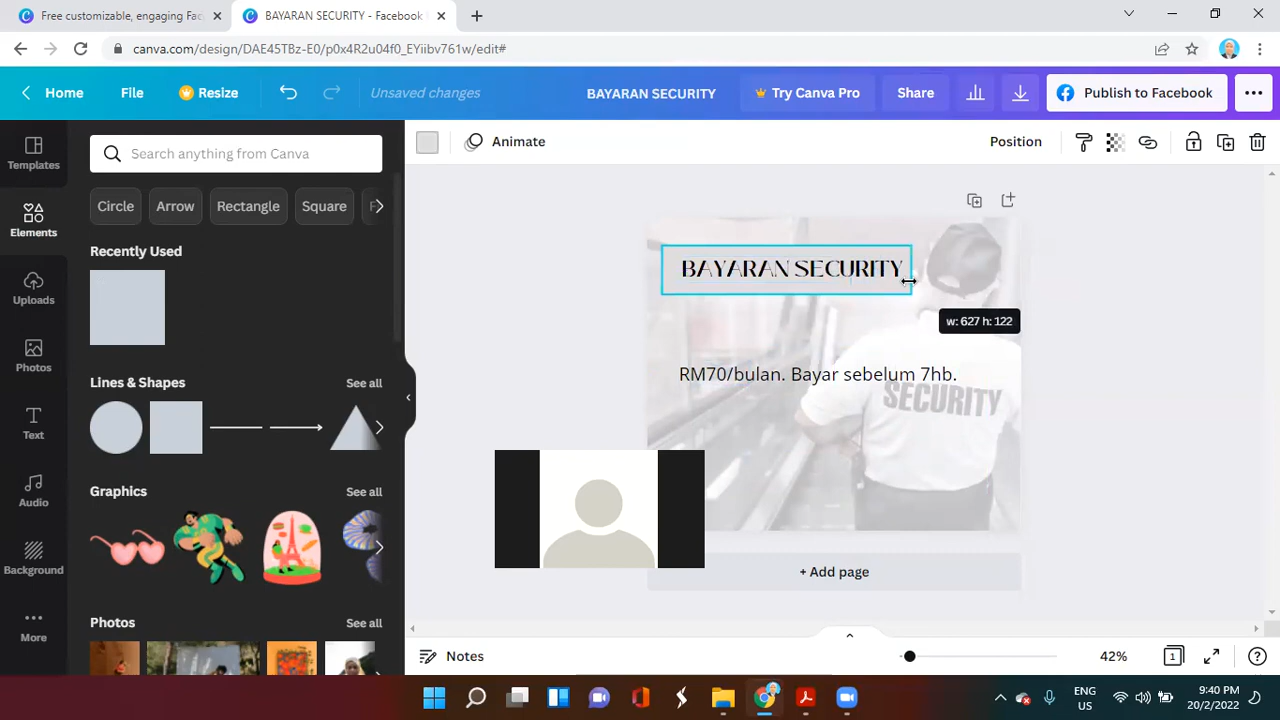 Free customizable, engaging Fac
BAYARAN SECURITY - Facebook
canva.com/design/DAE45TBz-E0/p0x4R2u04f0_EYiibv761w/edit#
Home
File
Resize
Unsaved changes
BAYARAN SECURITY
Try Canva Pro
Share
Publish to Facebook
Templates
Elements
Uploads
Photos
Text
Audio
Background
More
Search anything from Canva
Circle
Arrow
Rectangle
Square
F
Recently Used
Lines & Shapes
See all
Graphics
See all
Photos
See all
Animate
Position
BAYARAN SECURITY
w: 627 h: 122
RM70/bulan. Bayar sebelum 7hb.
SECURITY
+ Add page
Notes
42%
1
ENG
US
9:40 PM
20/2/2022